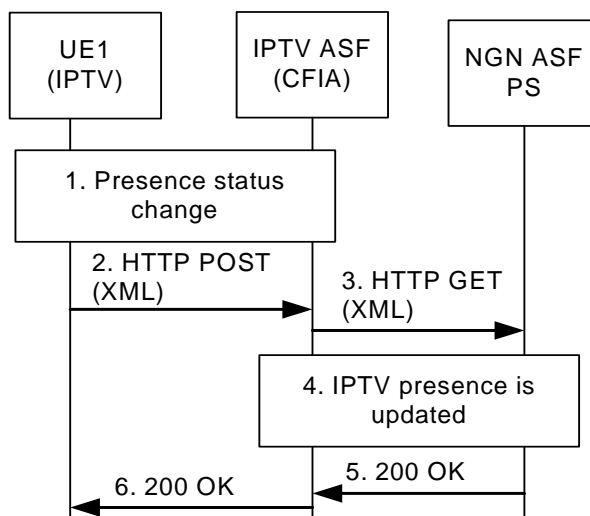 UE1
(IPTV)
IPTV ASF
(CFIA)
NGN ASF
PS
1. Presence status
change
2. HTTP POST
(XML)
3. HTTP GET
(XML)
4. IPTV presence is
updated
5. 200 OK
6. 200 OK